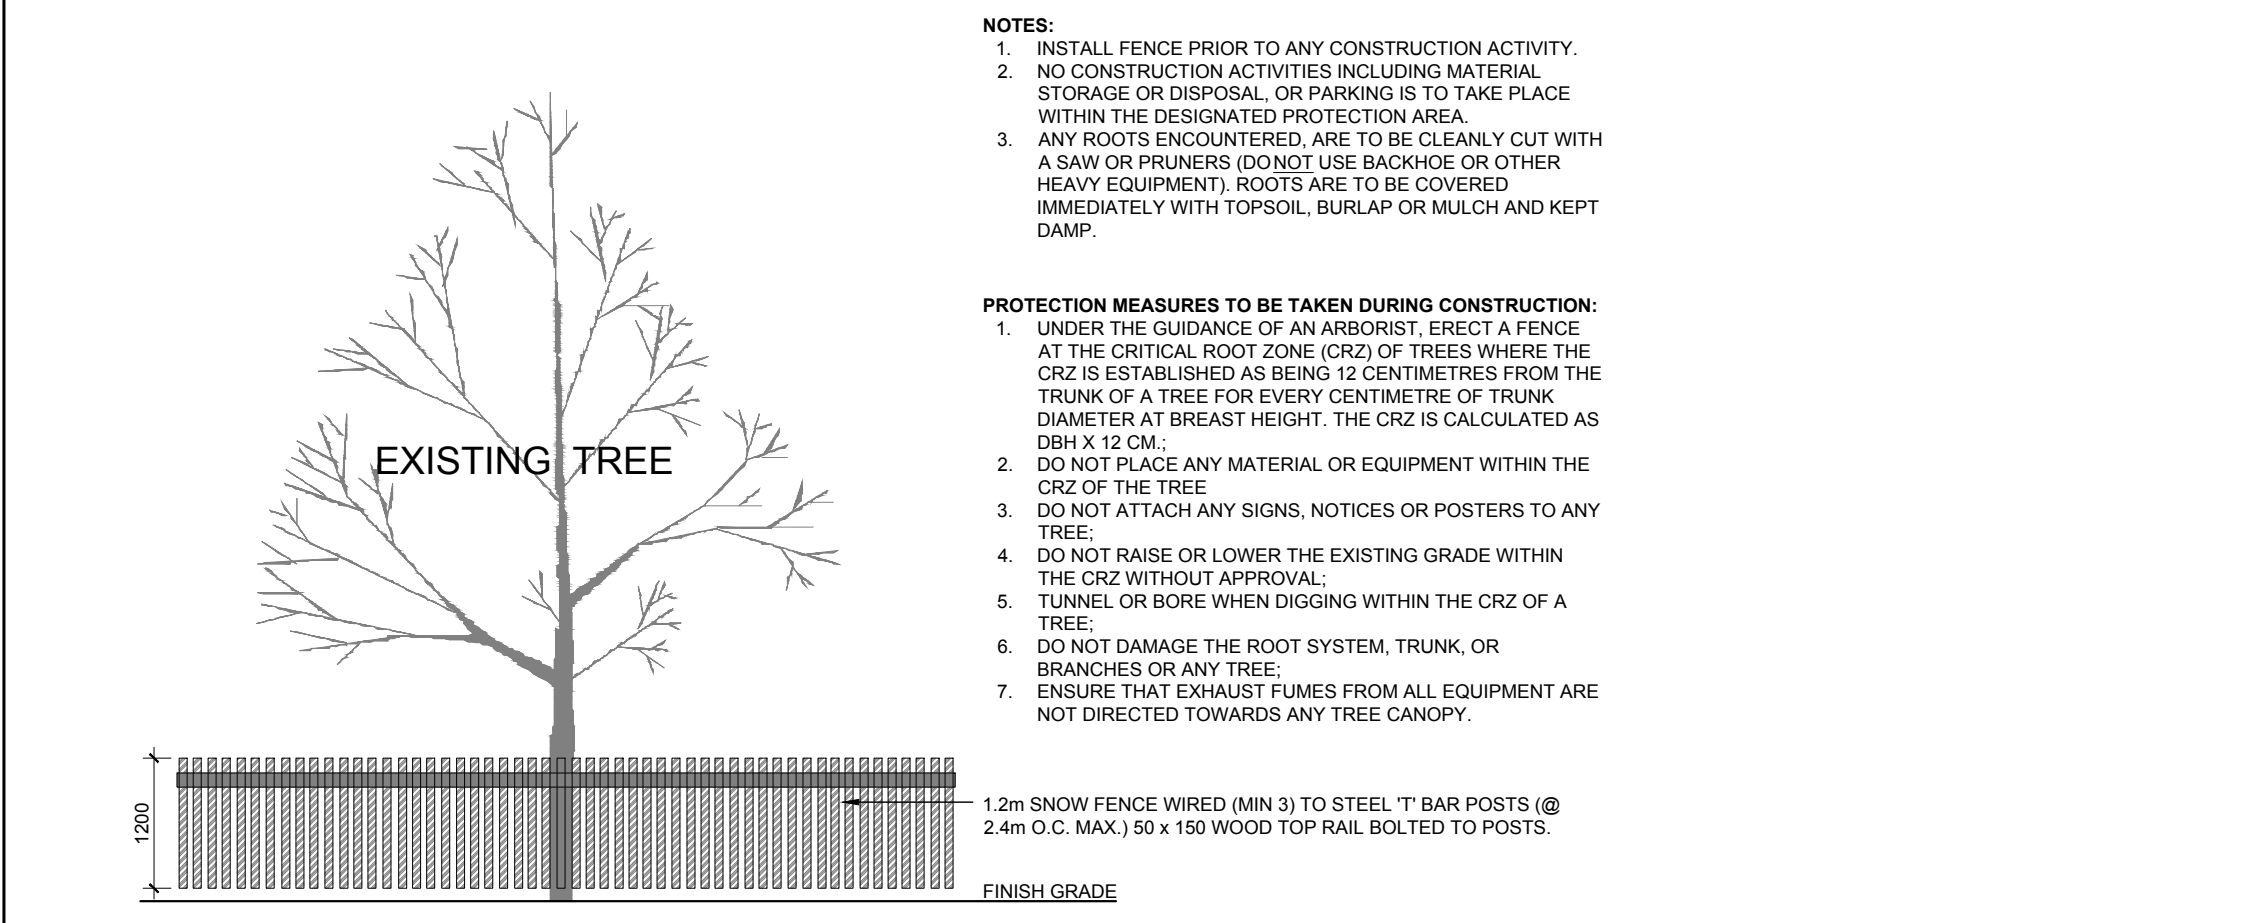 NOTES:
1. INSTALL FENCE PRIOR TO ANY CONSTRUCTION ACTIVITY.
2. NO CONSTRUCTION ACTIVITIES INCLUDING MATERIAL
STORAGE OR DISPOSAL, OR PARKING IS TO TAKE PLACE
WITHIN THE DESIGNATED PROTECTION AREA.
3. ANY ROOTS ENCOUNTERED, ARE TO BE CLEANLY CUT WITH
A SAW OR PRUNERS (DO NOT USE BACKHOE OR OTHER
HEAVY EQUIPMENT). ROOTS ARE TO BE COVERED
IMMEDIATELY WITH TOPSOIL, BURLAP OR MULCH AND KEPT
DAMP.
PROTECTION MEASURES TO BE TAKEN DURING CONSTRUCTION:
1. UNDER THE GUIDANCE OF AN ARBORIST, ERECT A FENCE
AT THE CRITICAL ROOT ZONE (CRZ) OF TREES WHERE THE
CRZ IS ESTABLISHED AS BEING 12 CENTIMETRES FROM THE
TRUNK OF A TREE FOR EVERY CENTIMETRE OF TRUNK
DIAMETER AT BREAST HEIGHT. THE CRZ IS CALCULATED AS
DBH X 12 CM.;
2. DO NOT PLACE ANY MATERIAL OR EQUIPMENT WITHIN THE
CRZ OF THE TREE
3. DO NOT ATTACH ANY SIGNS, NOTICES OR POSTERS TO ANY
TREE;
4. DO NOT RAISE OR LOWER THE EXISTING GRADE WITHIN
THE CRZ WITHOUT APPROVAL;
5. TUNNEL OR BORE WHEN DIGGING WITHIN THE CRZ OF A
TREE;
6. DO NOT DAMAGE THE ROOT SYSTEM, TRUNK, OR
BRANCHES OR ANY TREE;
7. ENSURE THAT EXHAUST FUMES FROM ALL EQUIPMENT ARE
NOT DIRECTED TOWARDS ANY TREE CANOPY.
EXISTING TREE
1200
1.2m SNOW FENCE WIRED (MIN 3) TO STEEL 'T' BAR POSTS (@
2.4m O.C. MAX.) 50 x 150 WOOD TOP RAIL BOLTED TO POSTS.
FINISH GRADE